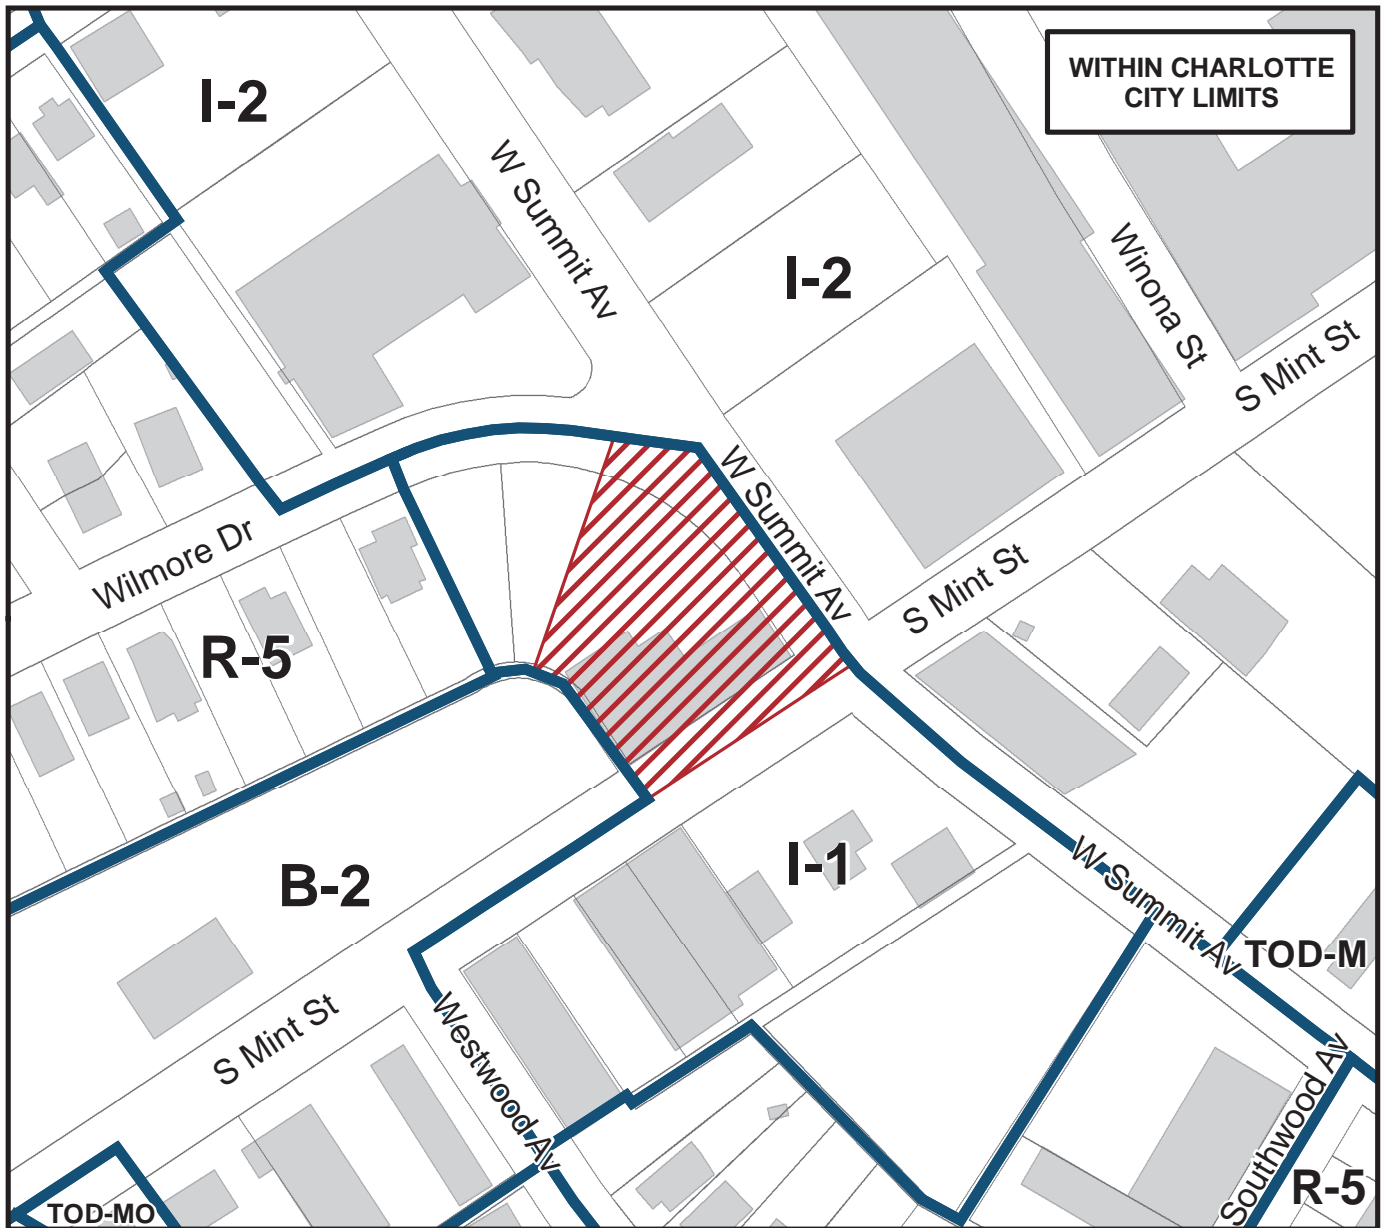 I-2
WITHIN CHARLOTTE
CITY LIMITS
W Summit Av
I-2
Winona St
S Mint St
W Summit Av
Wilmore Dr
S Mint St
R-5
B-2
I-1
W Summit Av
TOD-M
S Mint St
Westwood Av
Southwood Av
R-5
TOD-MO